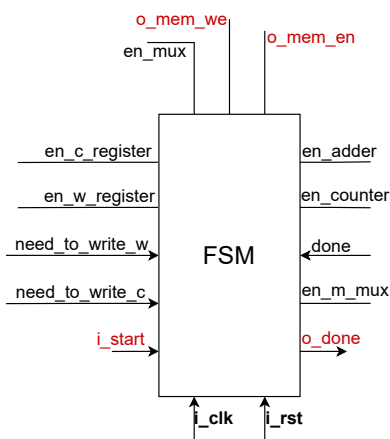 o_mem_we
o_mem_en
en_mux
en_c_register
en_adder
en_w_register
en_counter
need_to_write_w
FSM
done
need_to_write_c
en_m_mux
i_start
o_done
i_clk
i_rst